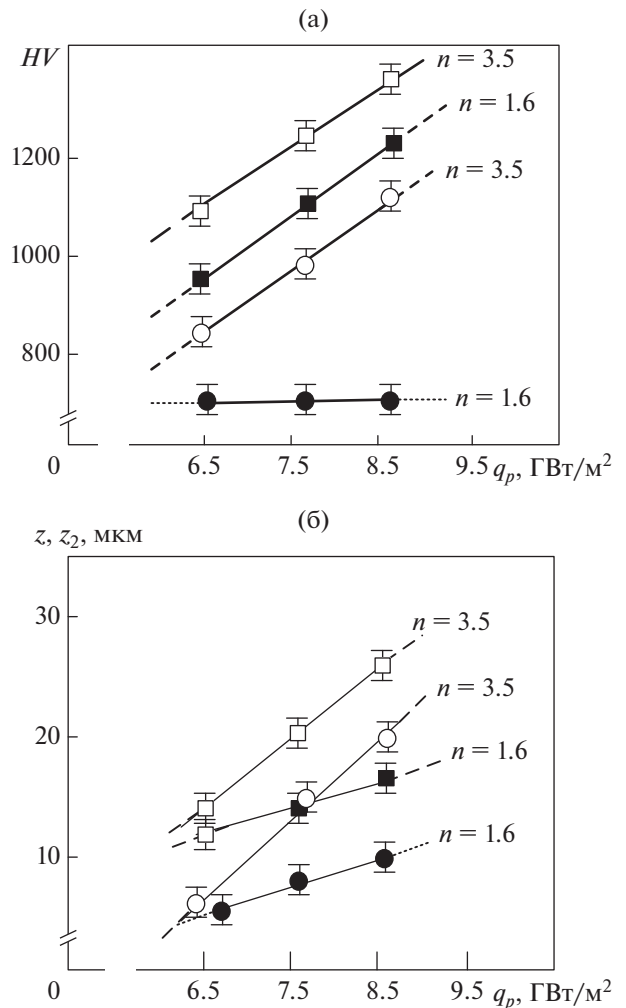 (а)
HV
n = 3.5
n = 1.6
1200
n = 3.5
1000
800
n = 1.6
0
6.5 7.5 8.5 9.5 qp, ГВт/м²
(б)
z, z₂, мкм
30
n = 3.5
n = 3.5
20
n = 1.6
n = 1.6
10
0
6.5 7.5 8.5 9.5 qp, ГВт/м²